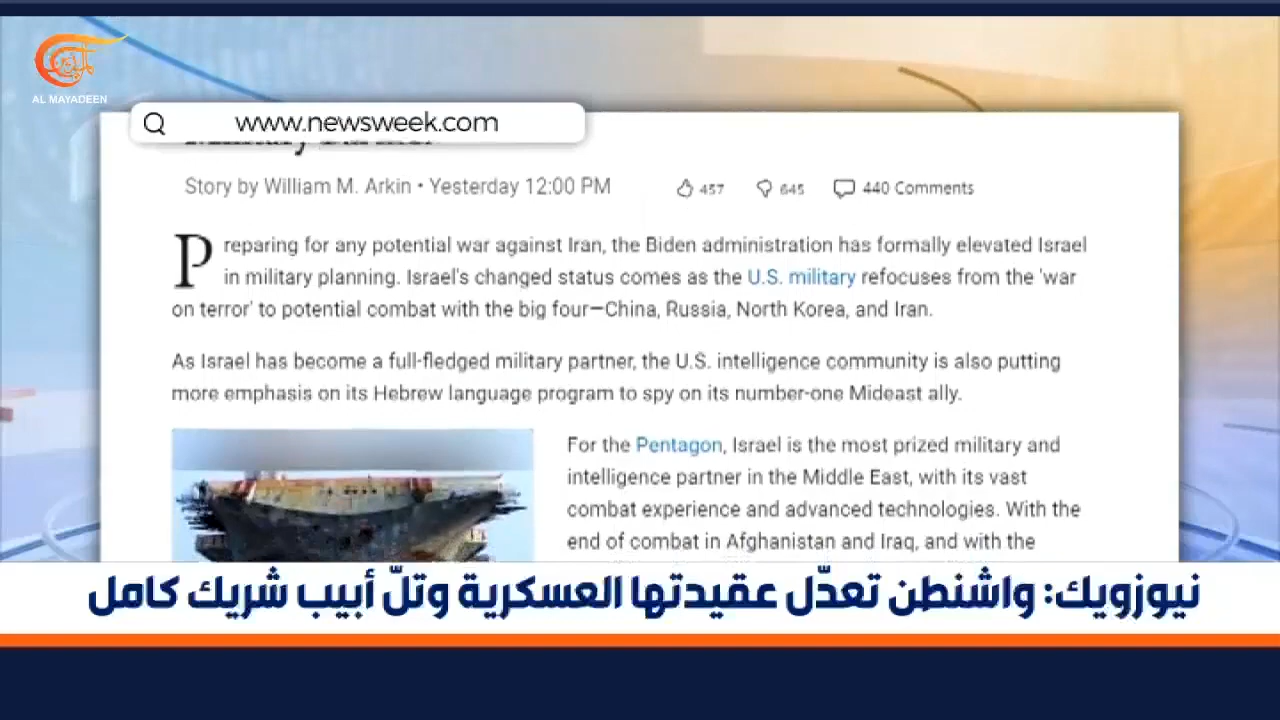 AL MAYADEEN
www.newsweek.com
Story by William M. Arkin • Yesterday 12:00 PM 457 645 440 Comments
Preparing for any potential war against Iran, the Biden administration has formally elevated Israel
in military planning. Israel's changed status comes as the U.S. military refocuses from the 'war
on terror' to potential combat with the big four—China, Russia, North Korea, and Iran.
As Israel has become a full-fledged military partner, the U.S. intelligence community is also putting
more emphasis on its Hebrew language program to spy on its number-one Mideast ally.
For the Pentagon, Israel is the most prized military and
intelligence partner in the Middle East, with its vast
combat experience and advanced technologies. With the
end of combat in Afghanistan and Iraq, and with the
نيوزويك: واشنطن تعدّل عقيدتها العسكرية وتلّ أبيب شريك كامل